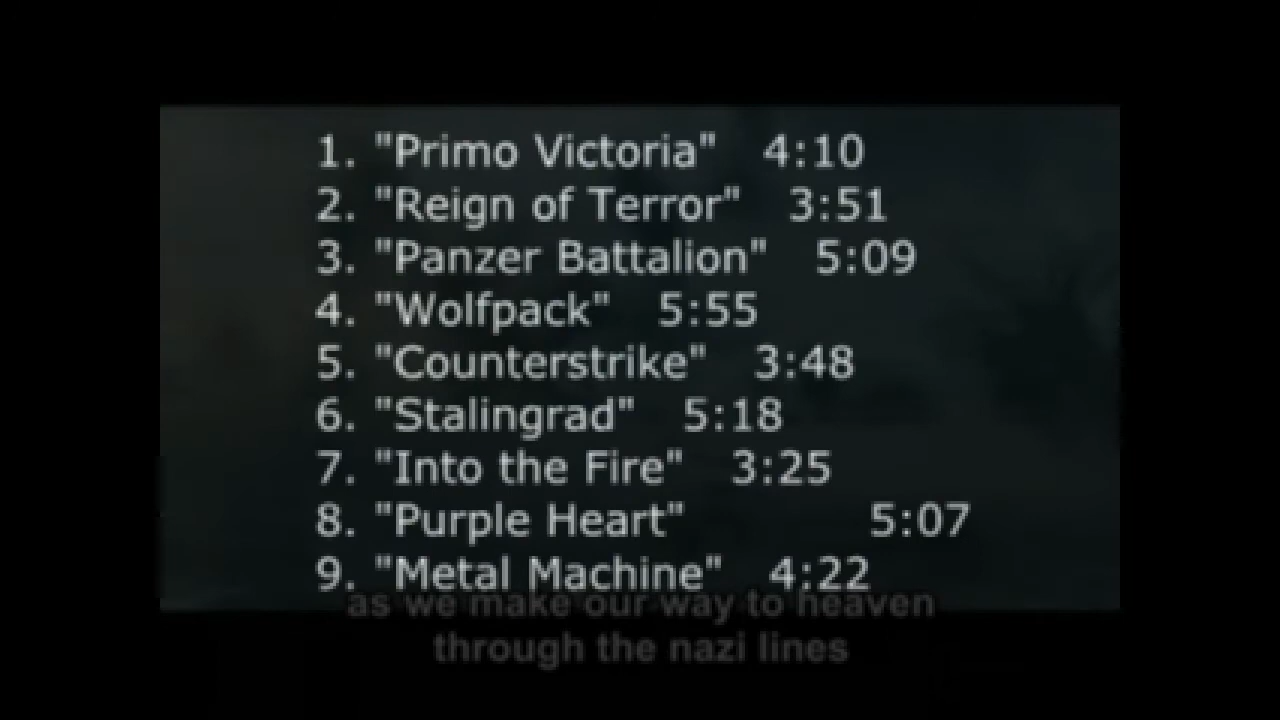 1. "Primo Victoria" 4:10
2. "Reign of Terror" 3:51
3. "Panzer Battalion" 5:09
4. "Wolfpack" 5:55
5. "Counterstrike" 3:48
6. "Stalingrad" 5:18
7. "Into the Fire" 3:25
8. "Purple Heart" 5:07
9. "Metal Machine" 4:22
as we make our way to heaven
through the nazi lines